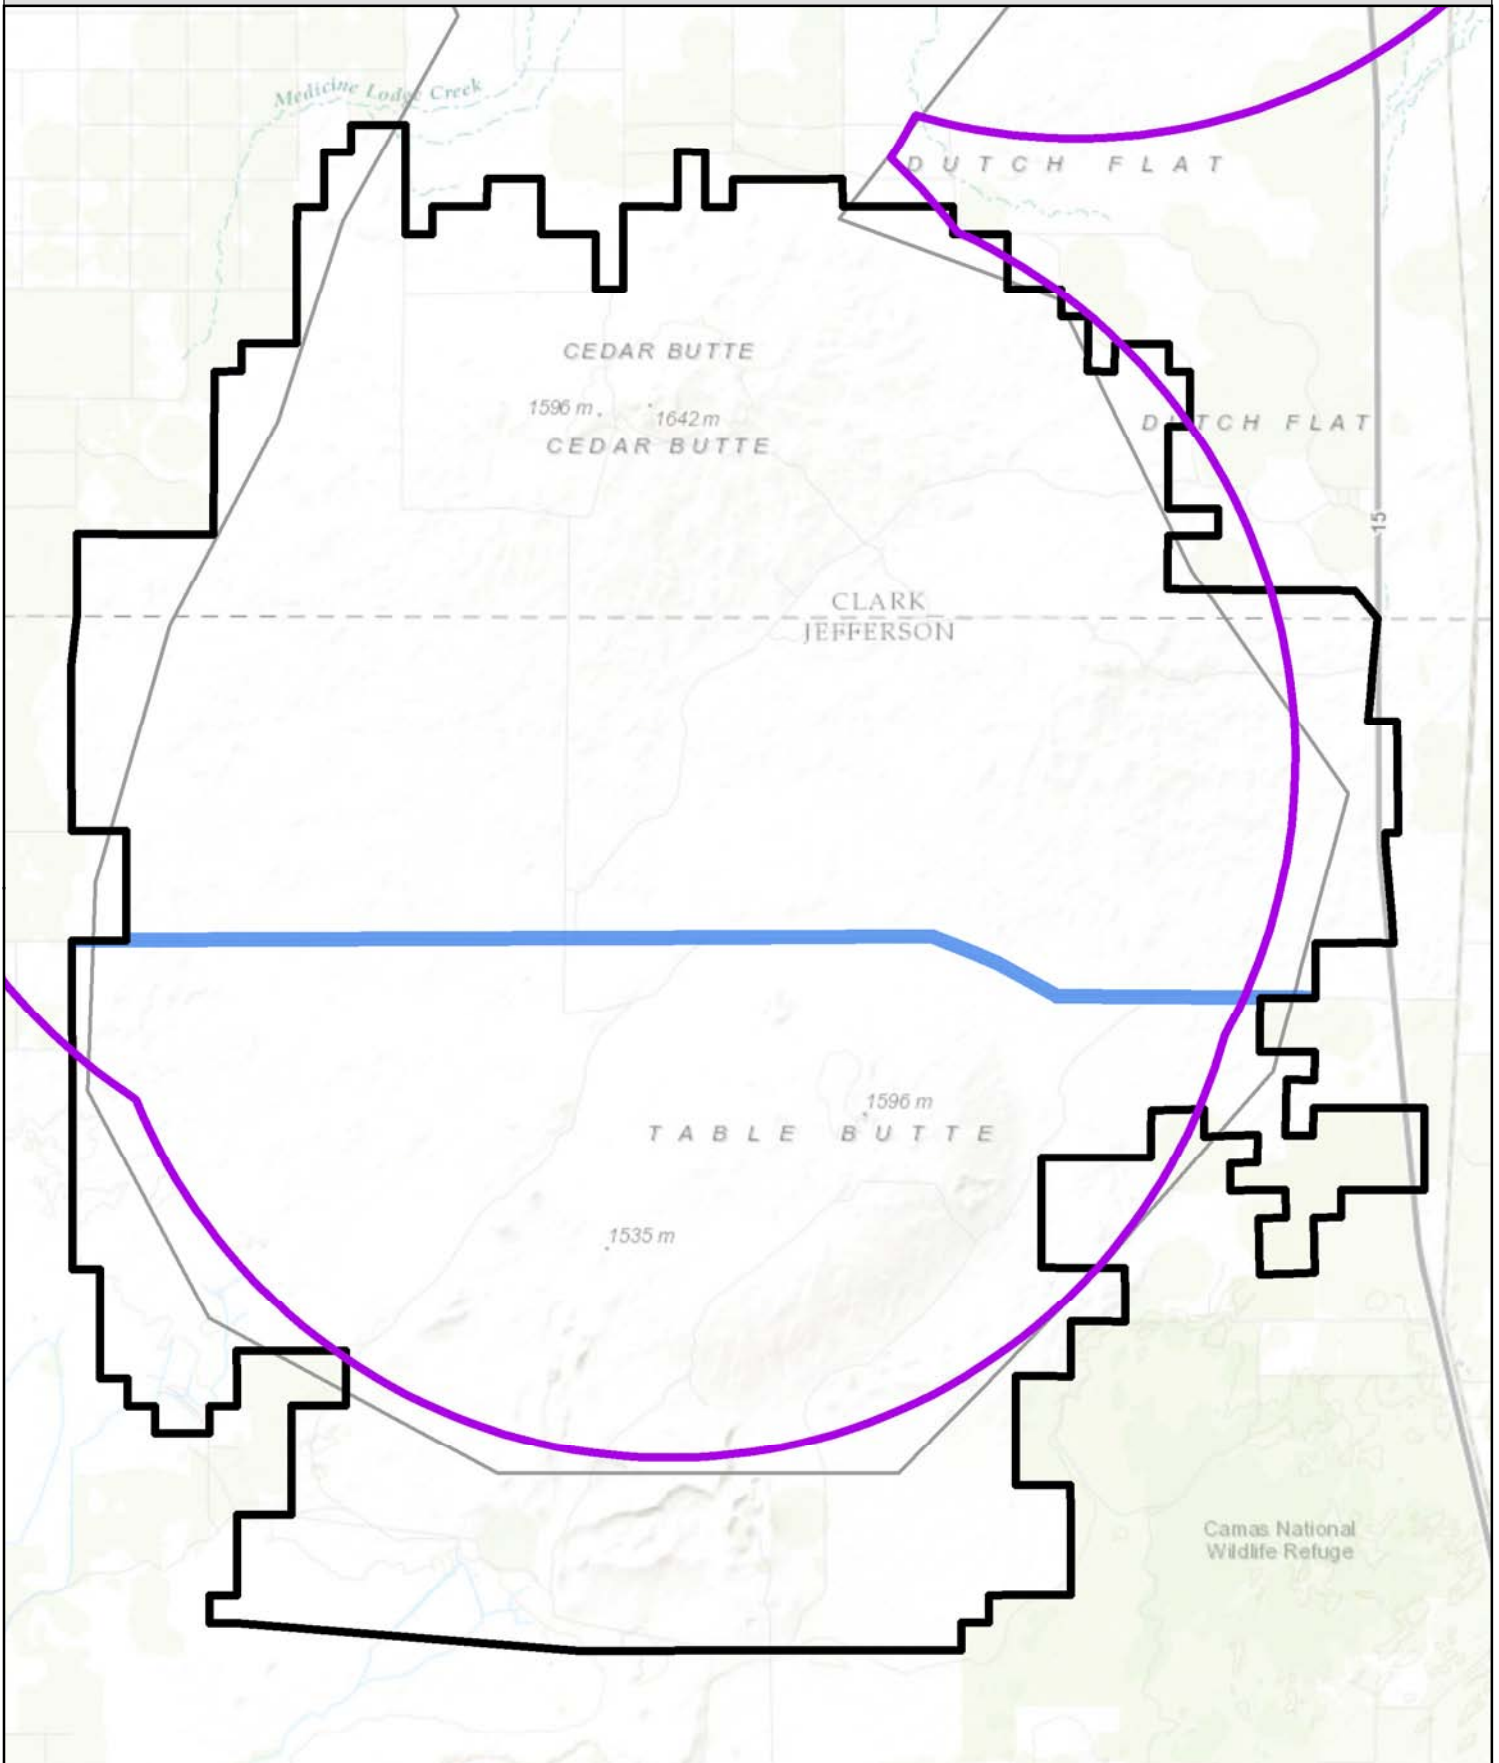 Medicine Lodge Creek
DUTCH FLAT
CEDAR BUTTE
1596 m
1642 m
CEDAR BUTTE
DUTCH FLAT
15
CLARK
JEFFERSON
1596 m
TABLE BUTTE
1535 m
Camas National
Wildlife Refuge